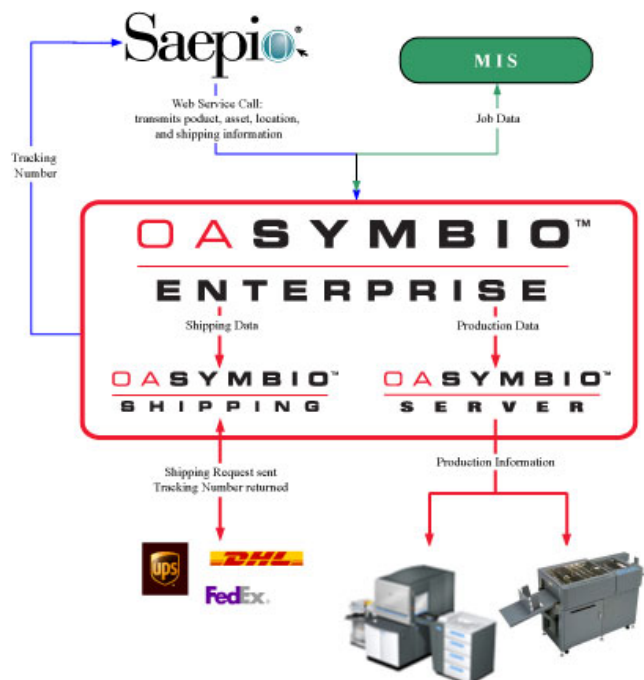 Saepio®
MIS
Web Service Call:
transmits poduct, asset, location,
and shipping information
Job Data
Tracking
Number
OASYMBIO™
ENTERPRISE
Shipping Data
Production Data
OASYMBIO™
SHIPPING
OASYMBIO™
SERVER
Shipping Request sent
Tracking Number returned
Production Information
ups
DHL
FedEx®